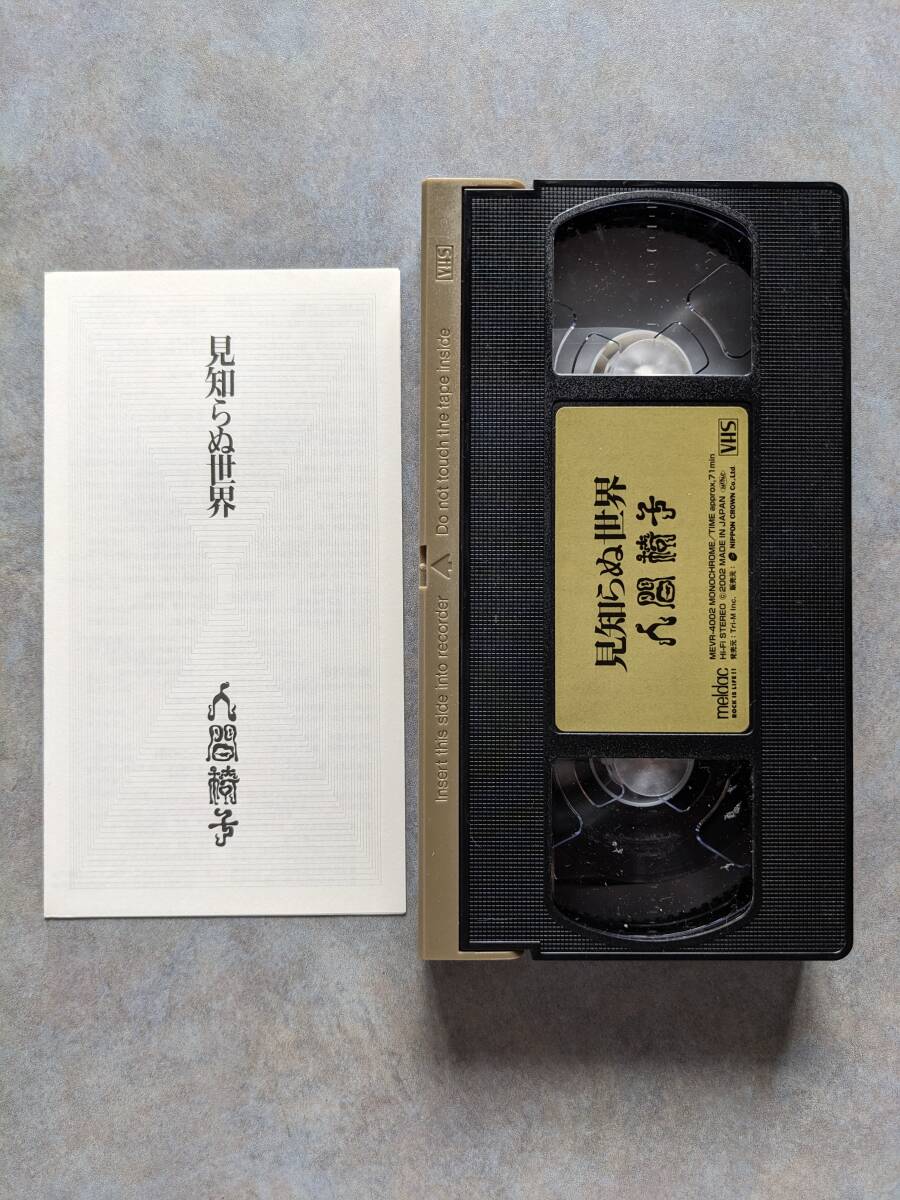 見知らぬ世界
人間椅子
VHS
Insert this side into recorder
Do not touch the tape inside
見知らぬ世界
人間椅子
meldac
ROCK IS LIFE!!
MEVR-4002 MONOCHROME/TIME approx,71min
HI-FI STEREO ©2002 MADE IN JAPAN
発売元:Tri-M Inc. 販売元: NIPPON CROWN Co.,Ltd.
VHS